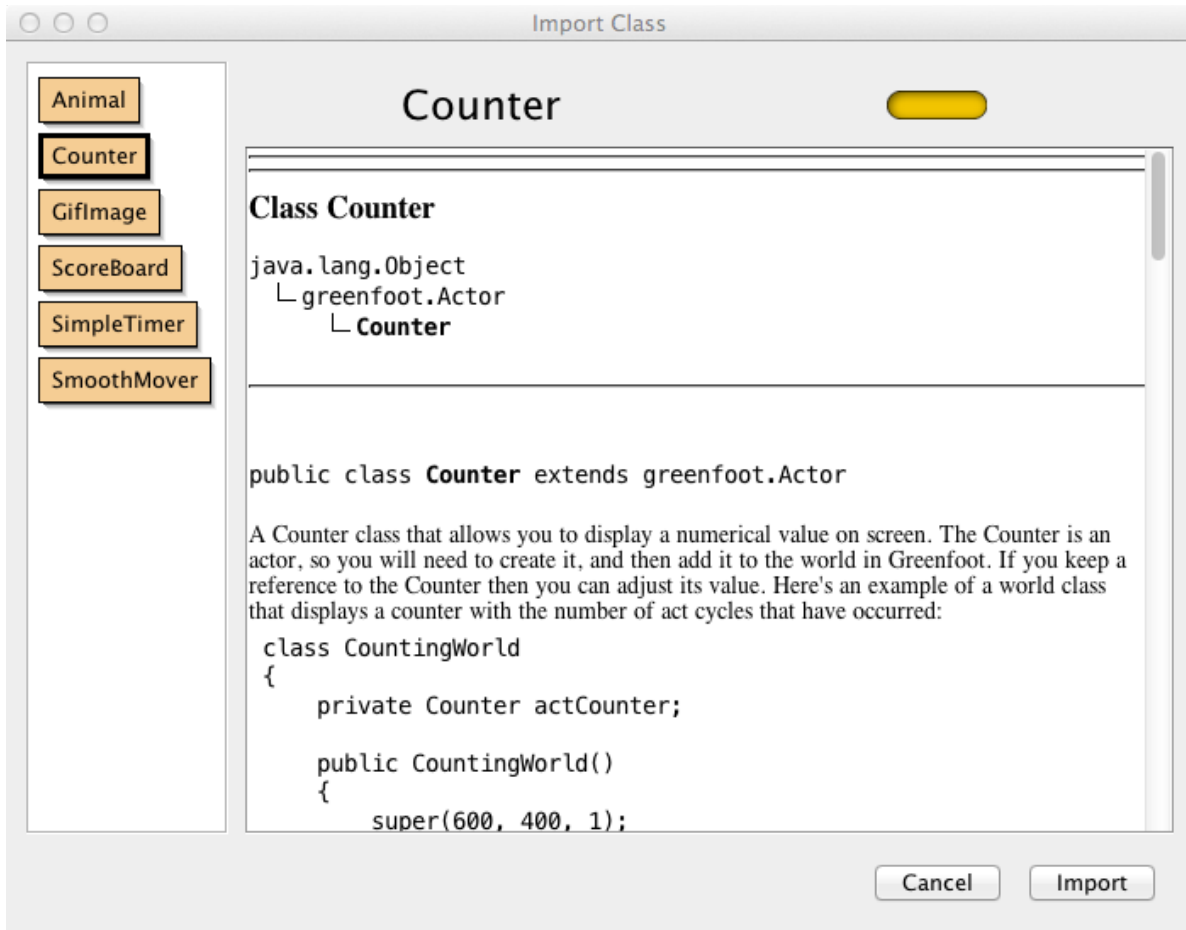 Import Class
Animal
Counter
GifImage
ScoreBoard
SimpleTimer
SmoothMover
Counter
Class Counter
java.lang.Object
greenfoot.Actor
Counter
public class Counter extends greenfoot.Actor
A Counter class that allows you to display a numerical value on screen. The Counter is an
actor, so you will need to create it, and then add it to the world in Greenfoot. If you keep a
reference to the Counter then you can adjust its value. Here's an example of a world class
that displays a counter with the number of act cycles that have occurred:
class CountingWorld
{
private Counter actCounter;
public CountingWorld()
{
super(600, 400, 1);
Cancel
Import